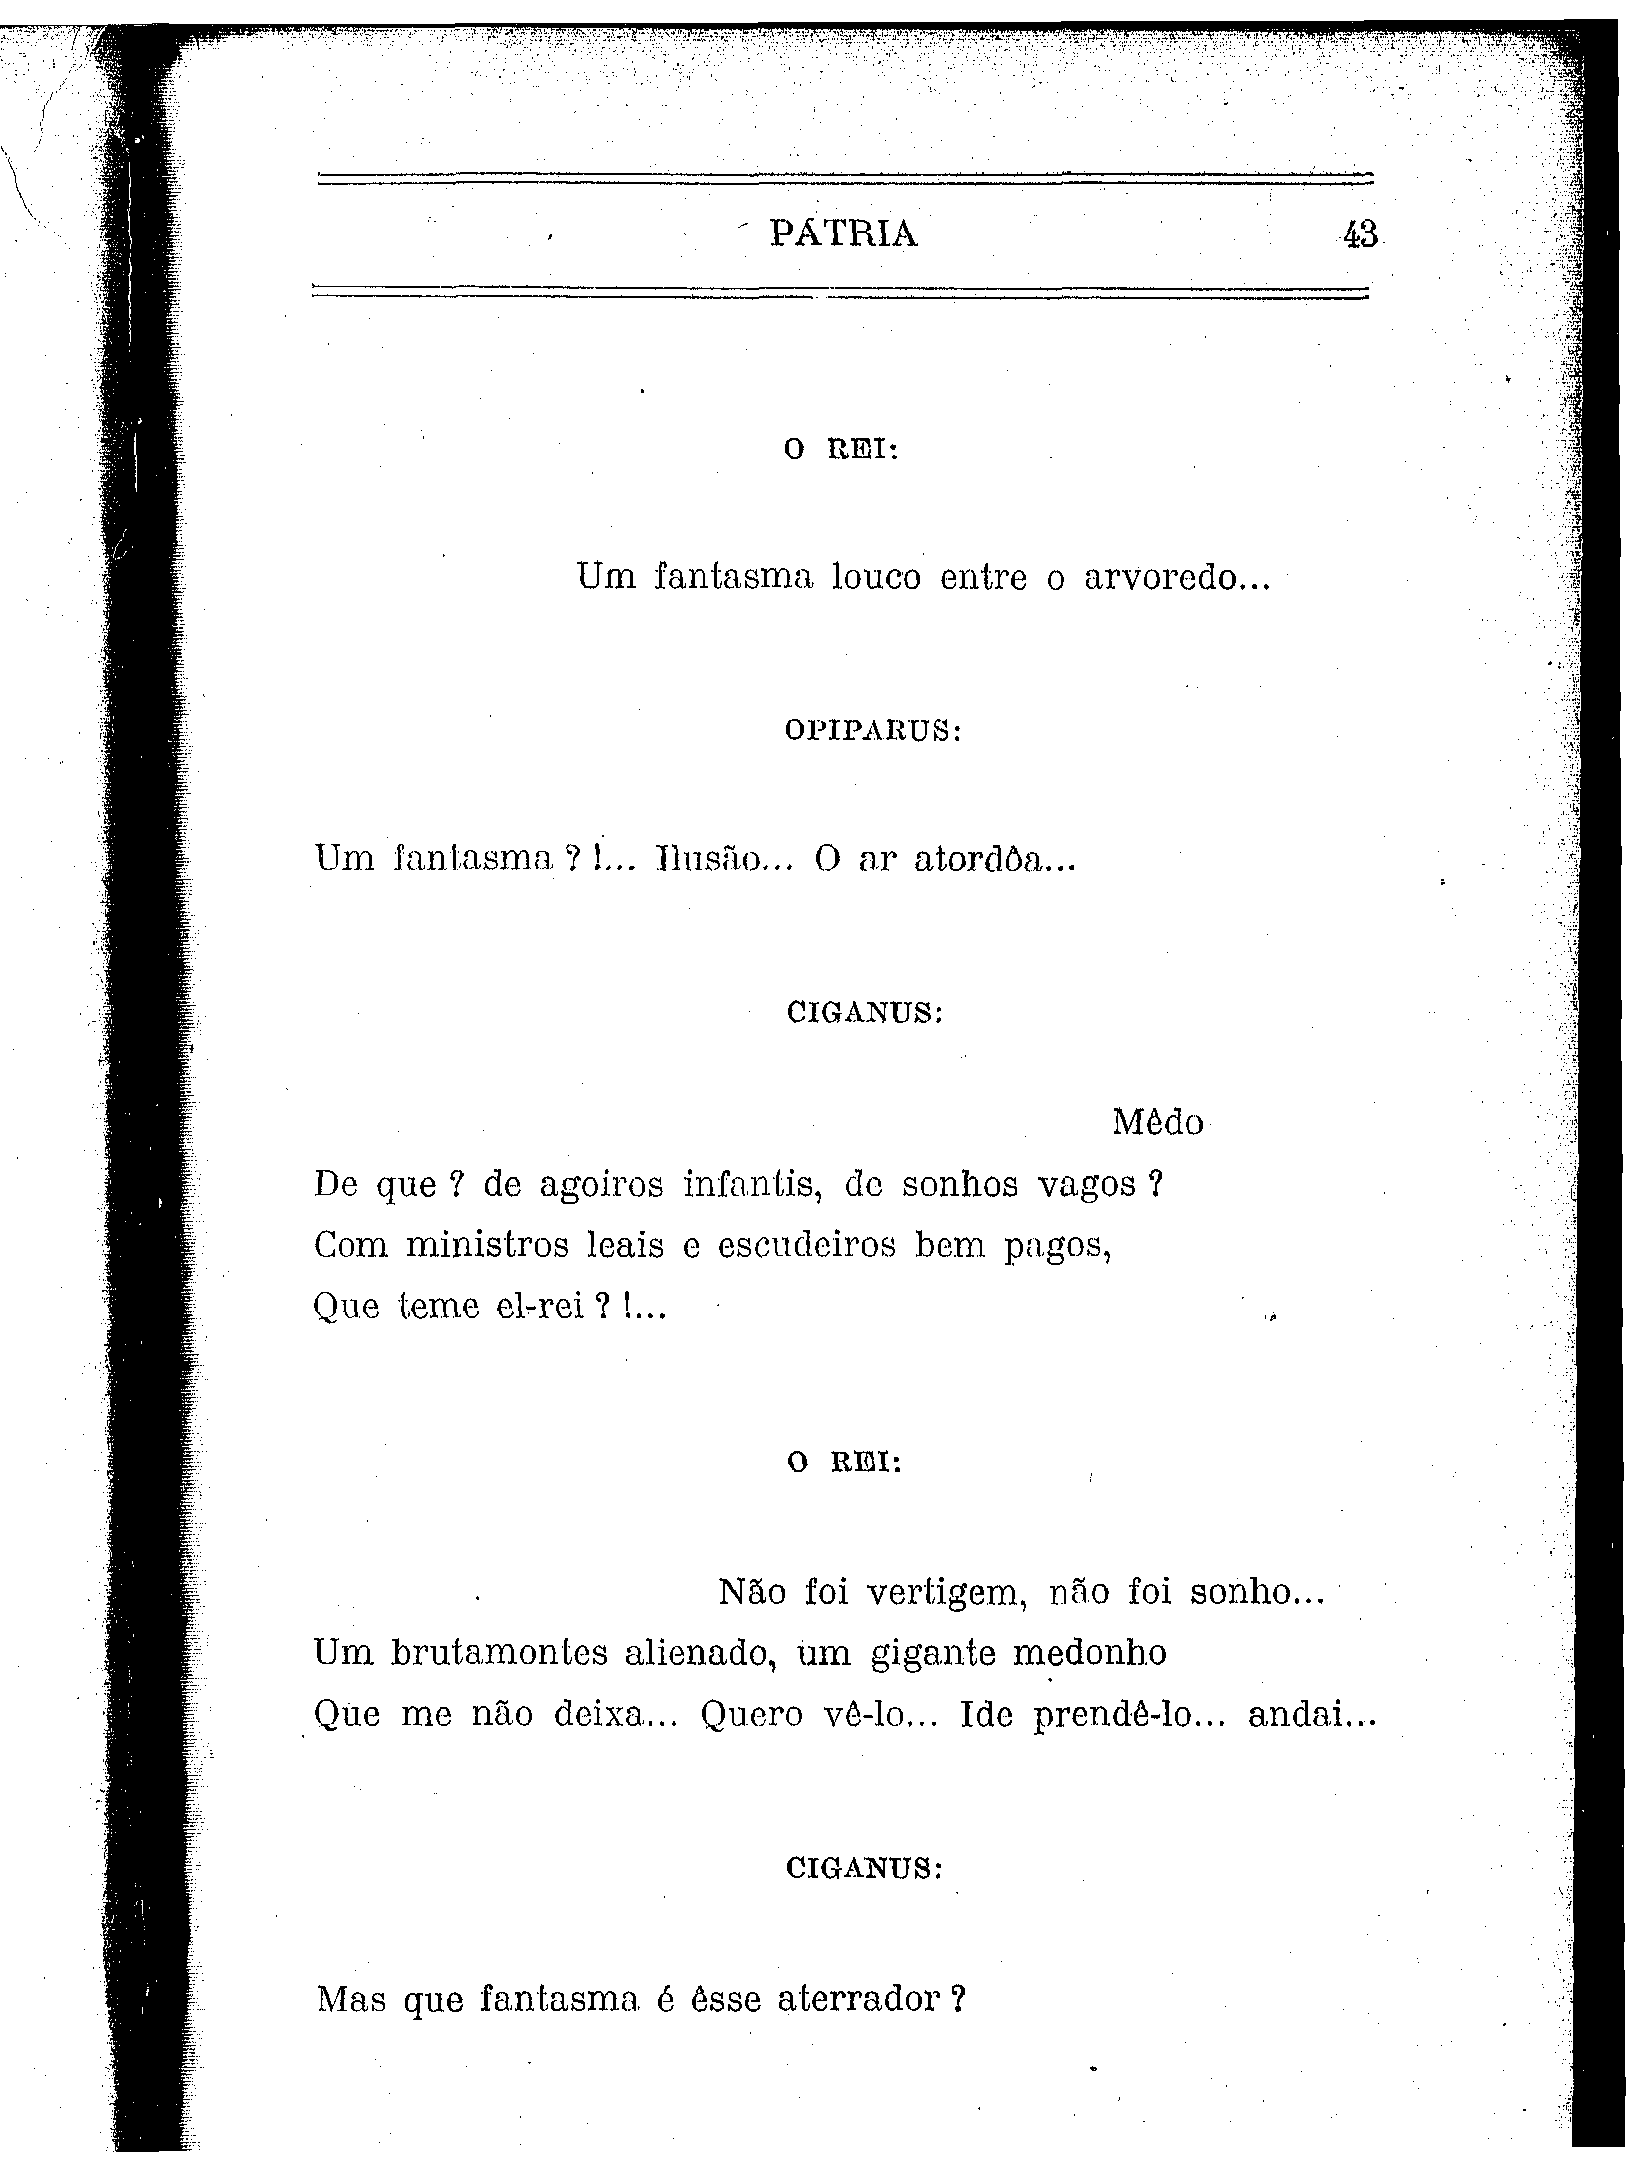 PÁTRIA 43
O REI:
Um fantasma louco entre o arvoredo...
OPIPARUS:
Um fantasma ? !... Ilusão... O ar atordôa...
CIGANUS:
Mêdo
De que ? de agoiros infantis, de sonhos vagos ?
Com ministros leais e escudeiros bem pagos,
Que teme el-rei ? !...
O REI:
Não foi vertigem, não foi sonho...
Um brutamontes alienado, um gigante medonho
Que me não deixa... Quero vê-lo... Ide prendê-lo... andai...
CIGANUS:
Mas que fantasma é êsse aterrador ?